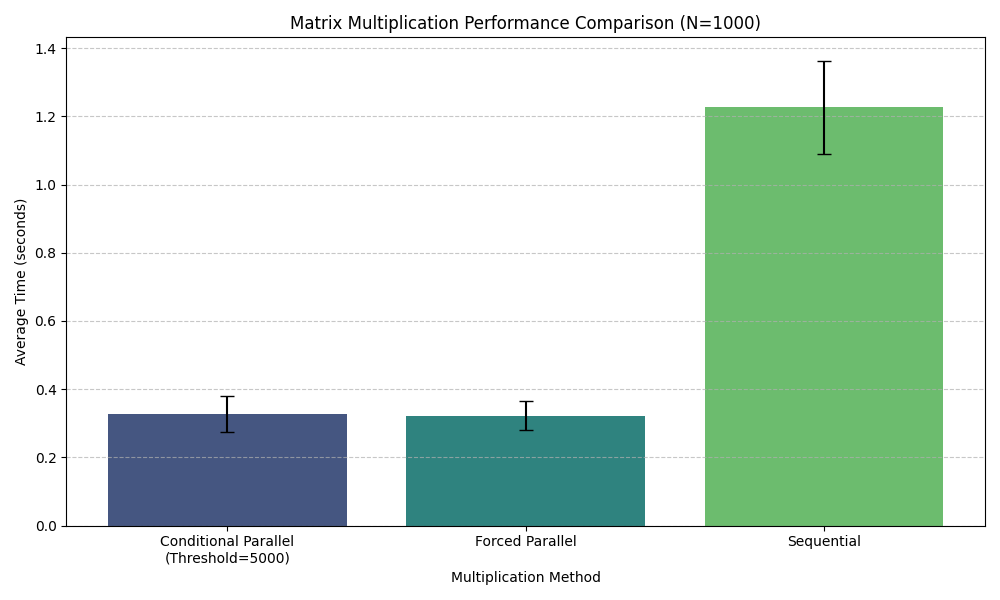 Matrix Multiplication Performance Comparison (N=1000)
Average Time (seconds)
1.4
1.2
1.0
0.8
0.6
0.4
0.2
0.0
Conditional Parallel
(Threshold=5000)
Forced Parallel
Sequential
Multiplication Method